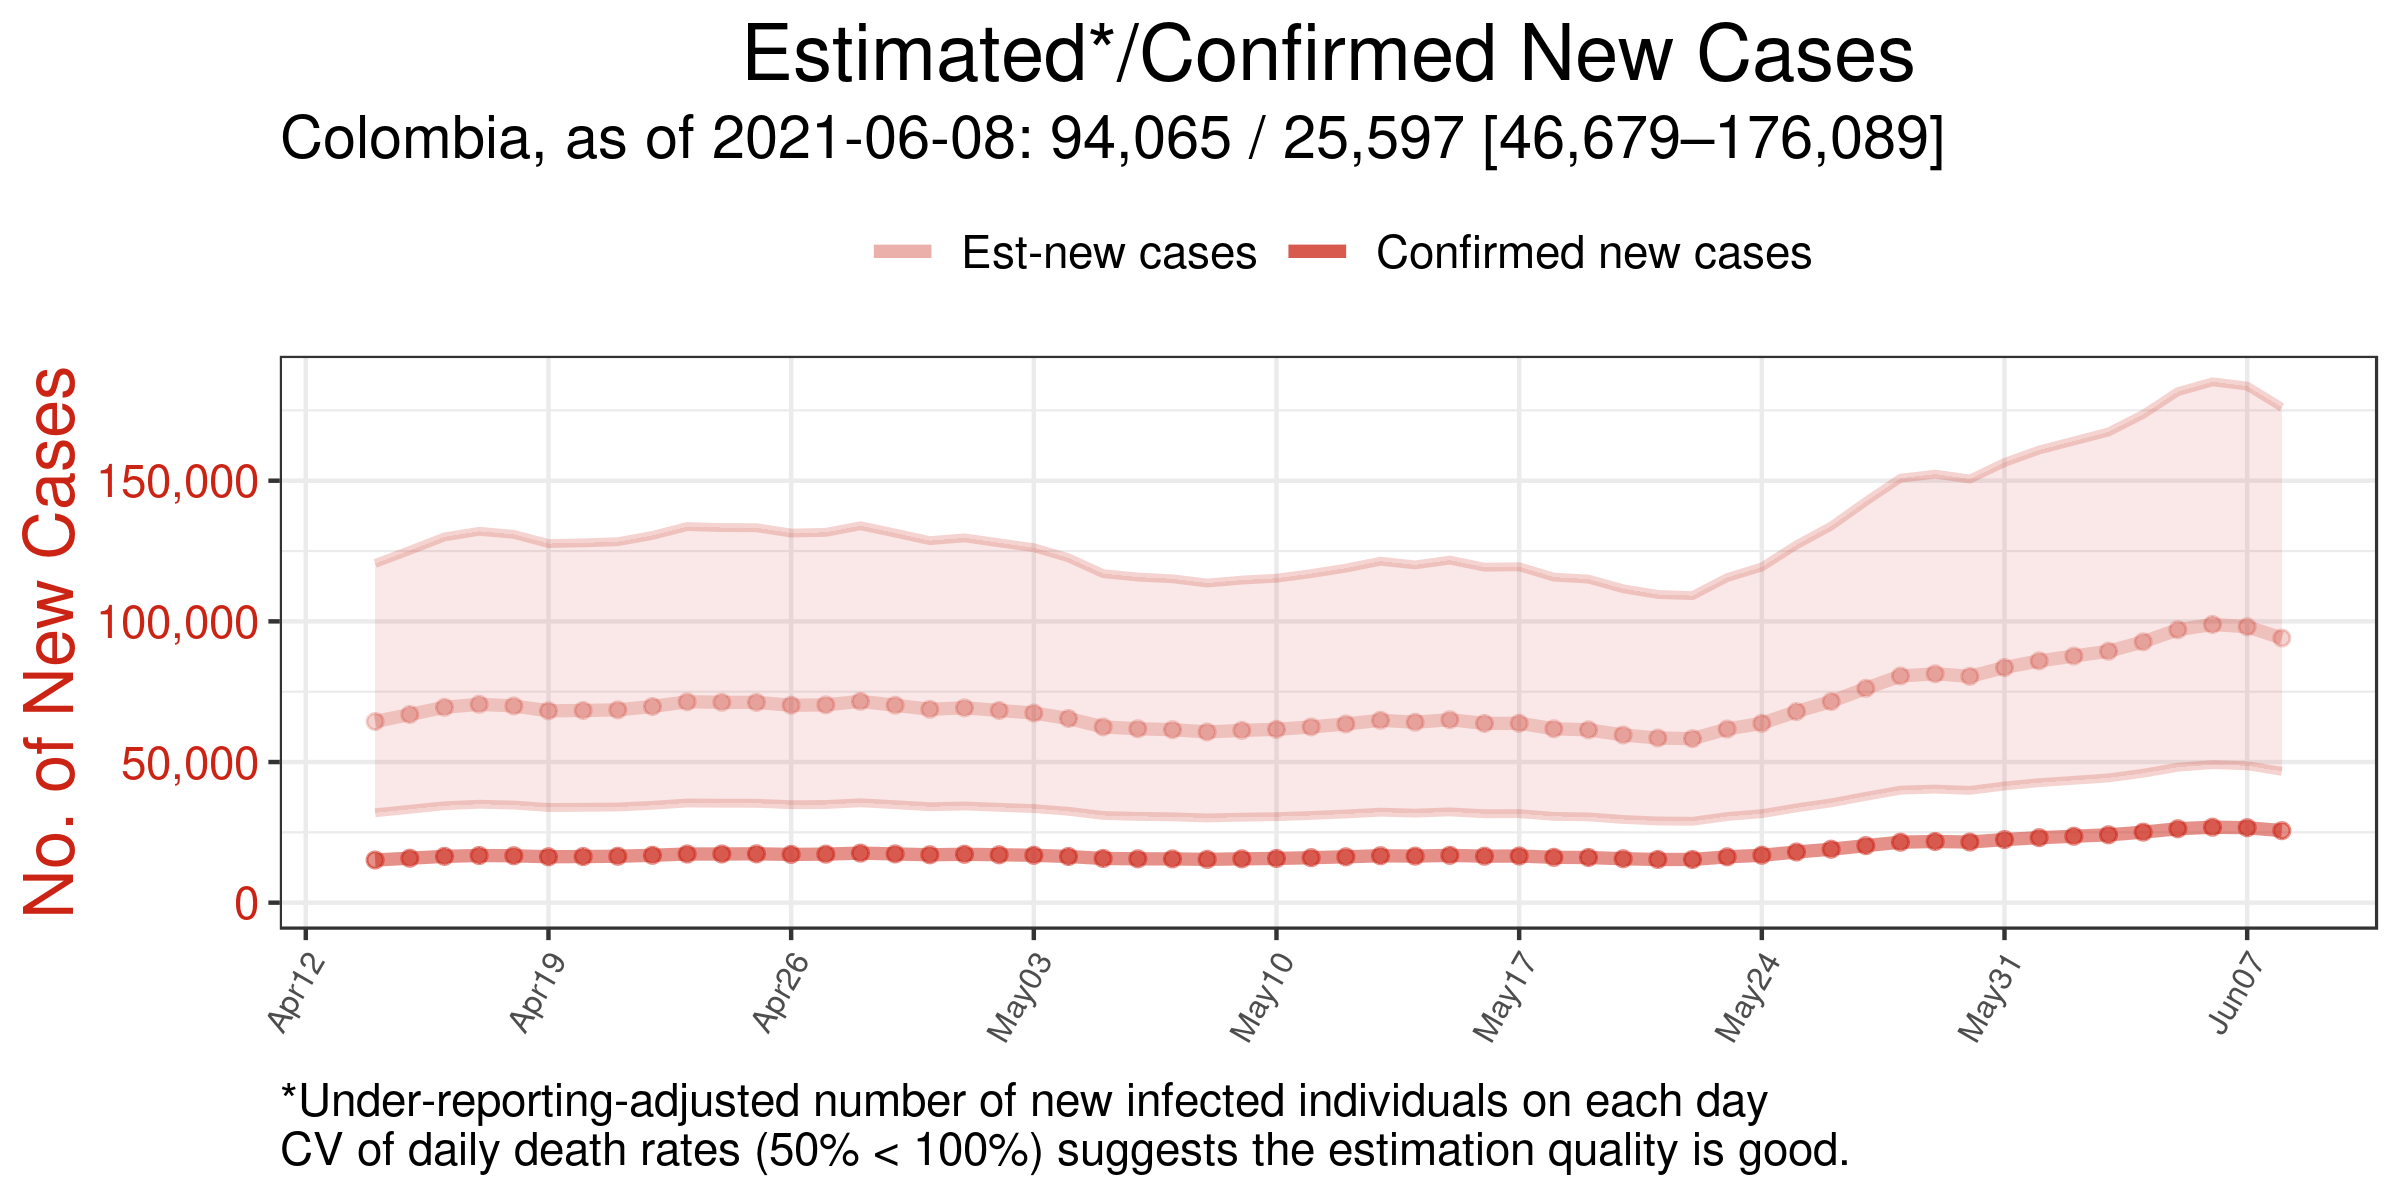 Estimated*/Confirmed New Cases
Colombia, as of 2021-06-08: 94,065 / 25,597 [46,679–176,089]
Est-new cases Confirmed new cases
No. of New Cases
150,000
100,000
50,000
0
Apr12 Apr19 Apr26 May03 May10 May17 May24 May31 Jun07
*Under-reporting-adjusted number of new infected individuals on each day
CV of daily death rates (50% < 100%) suggests the estimation quality is good.